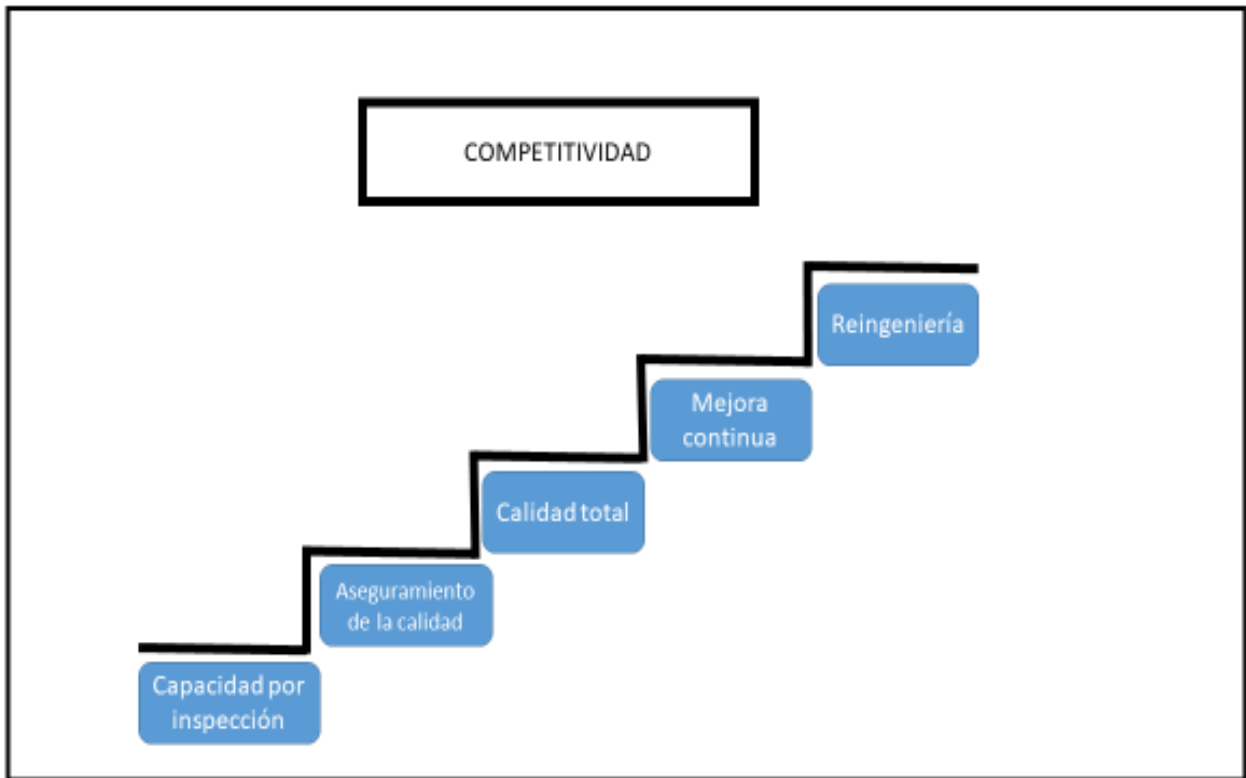 COMPETITIVIDAD
Reingeniería
Mejora
continua
Calidad total
Aseguramiento
de la calidad
Capacidad por
inspección